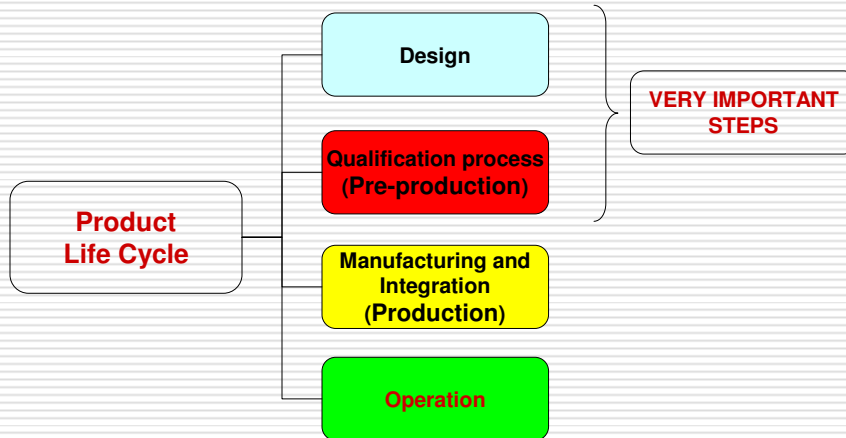 Design
VERY IMPORTANT
STEPS
Qualification process
(Pre-production)
Product
Life Cycle
Manufacturing and
Integration
(Production)
Operation